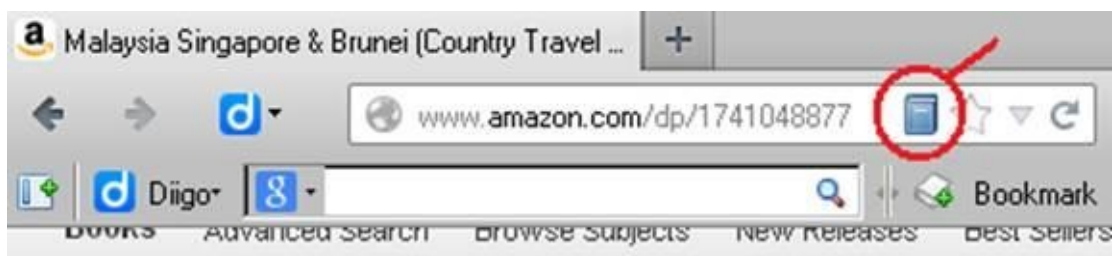 a Malaysia Singapore & Brunei (Country Travel ... +
d www.amazon.com/dp/1741048877
d Diigo 8 Bookmark
Books Advanced Search Browse Subjects New Releases Best Sellers